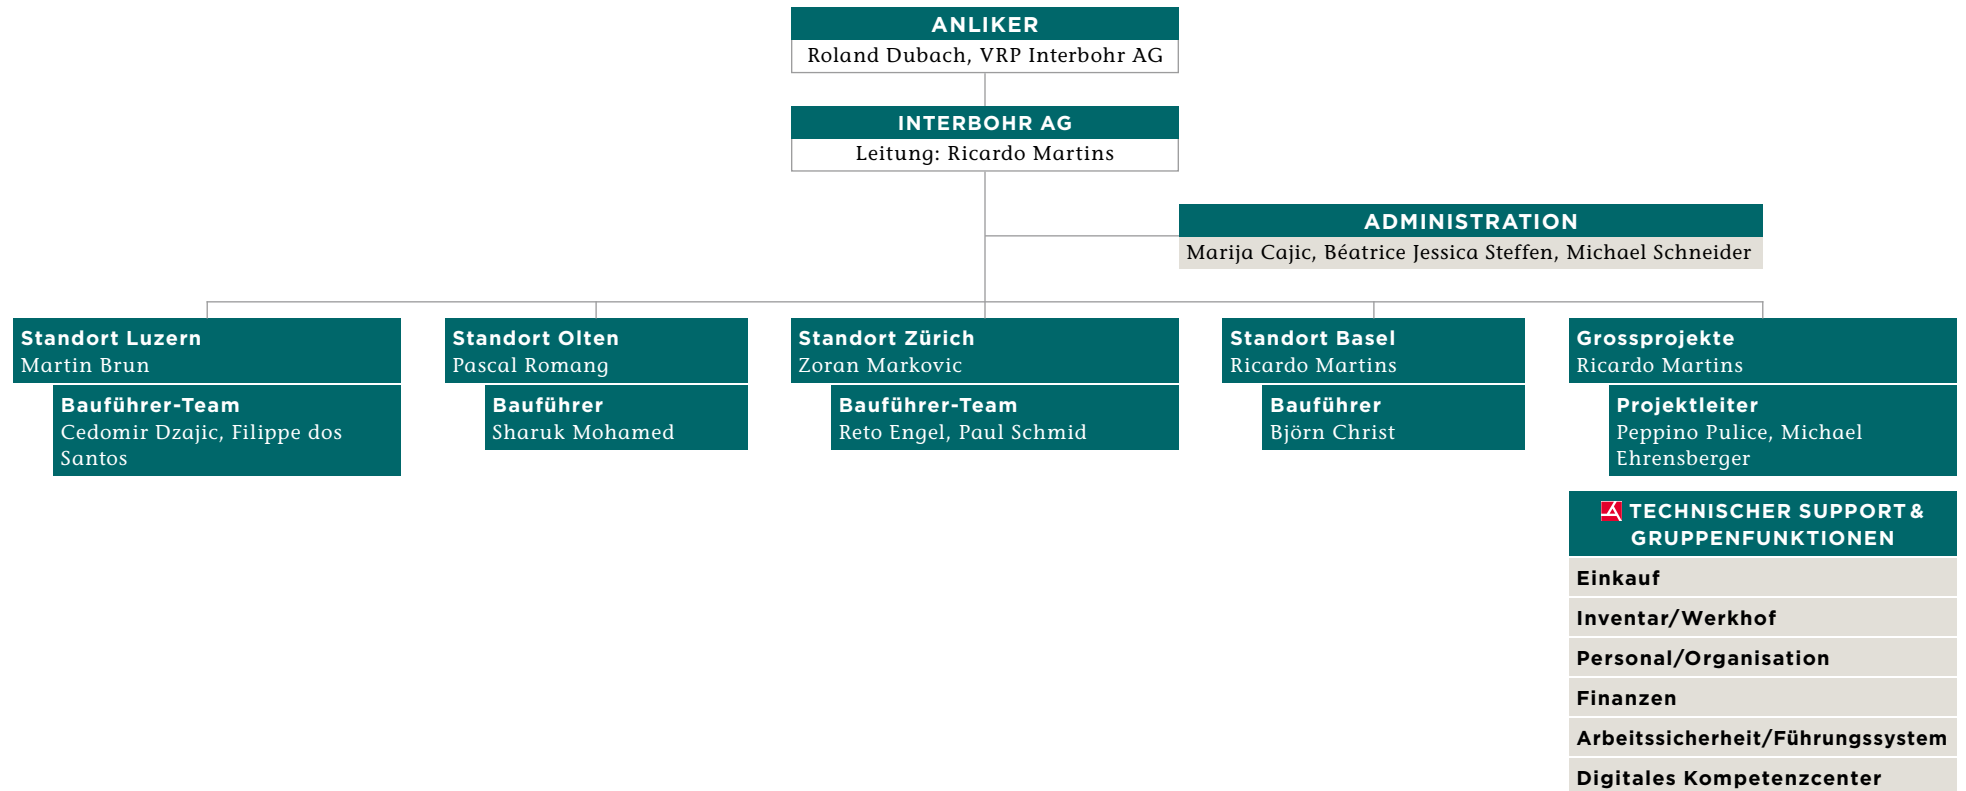 ANLIKER
Roland Dubach, VRP Interbohr AG
INTERBOHR AG
Leitung: Ricardo Martins
ADMINISTRATION
Marija Cajic, Béatrice Jessica Steffen, Michael Schneider
Standort Luzern
Martin Brun
Bauführer-Team
Cedomir Dzajic, Filippe dos
Santos
Standort Olten
Pascal Romang
Bauführer
Sharuk Mohamed
Standort Zürich
Zoran Markovic
Bauführer-Team
Reto Engel, Paul Schmid
Standort Basel
Ricardo Martins
Bauführer
Björn Christ
Grossprojekte
Ricardo Martins
Projektleiter
Peppino Pulice, Michael
Ehrensberger
TECHNISCHER SUPPORT &
GRUPPENFUNKTIONEN
Einkauf
Inventar/Werkhof
Personal/Organisation
Finanzen
Arbeitssicherheit/Führungssystem
Digitales Kompetenzcenter